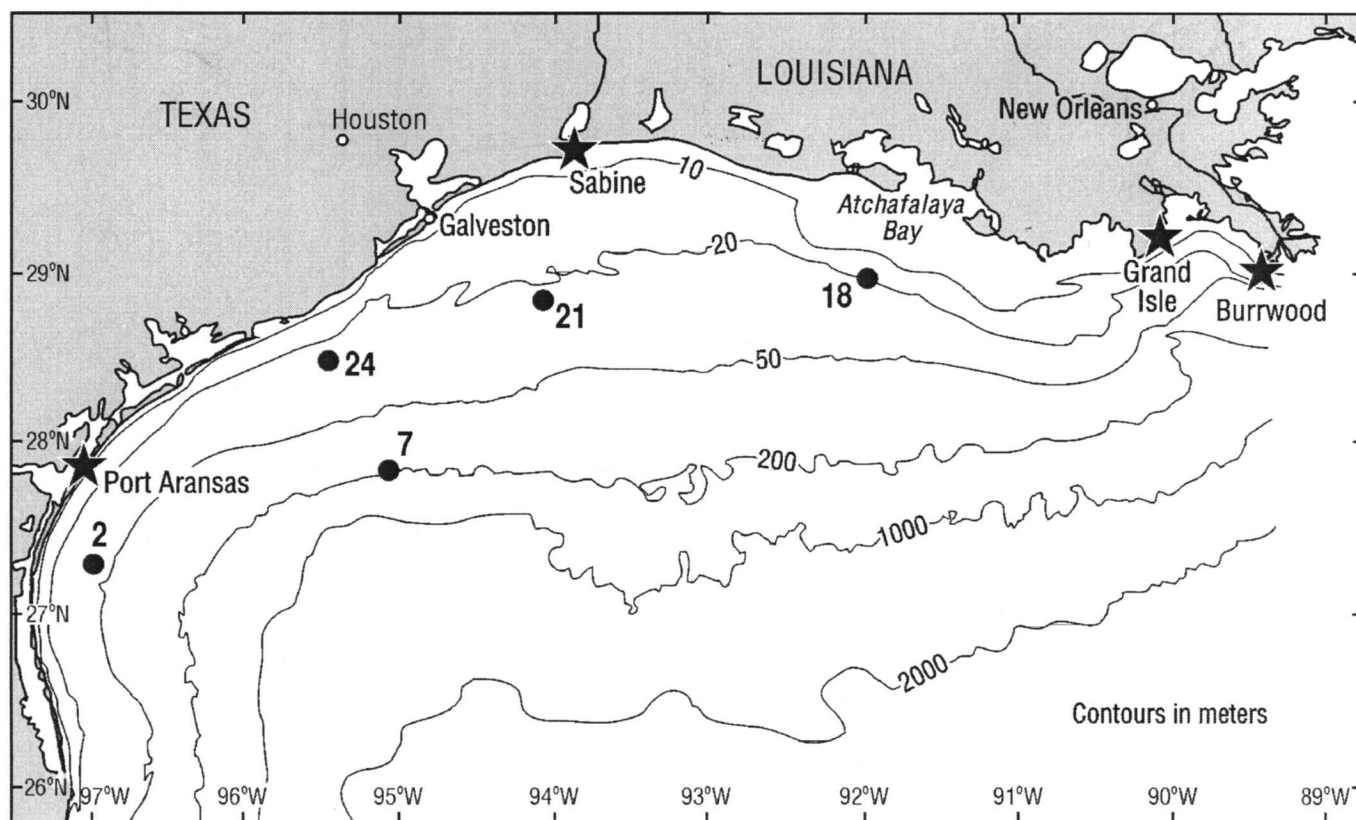 30°N
TEXAS
Houston
LOUISIANA
New Orleans
Sabine
10
Atchafalaya
Bay
Galveston
20
29°N
21
18
Grand
Isle
Burrwood
24
50
28°N
7
200
Port Aransas
2
1000
27°N
2000
Contours in meters
26°N
97°W
96°W
95°W
94°W
93°W
92°W
91°W
90°W
89°W